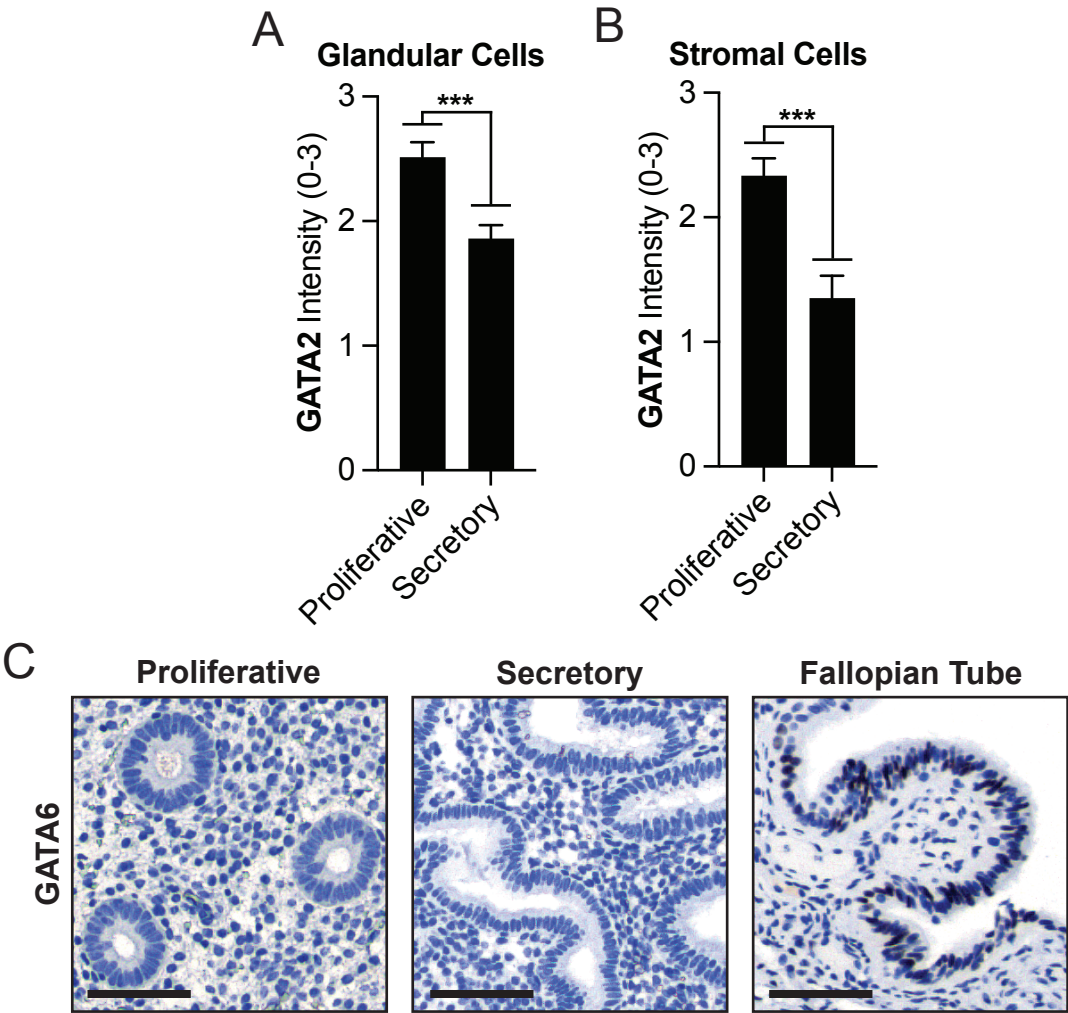 A
Glandular Cells
GATA2 Intensity (0-3)
3
2
1
0
***
Proliferative
Secretory
B
Stromal Cells
GATA2 Intensity (0-3)
3
2
1
0
***
Proliferative
Secretory
C
Proliferative
Secretory
Fallopian Tube
GATA6